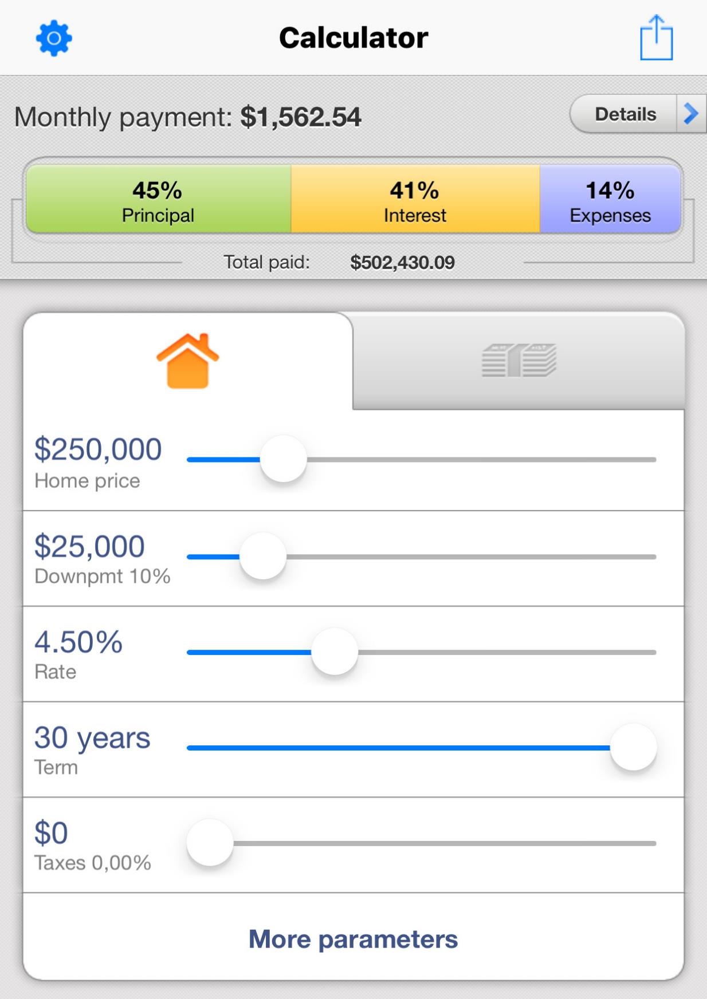 Calculator
Monthly payment: $1,562.54
Details
45%
Principal
41%
Interest
14%
Expenses
Total paid: $502,430.09
$250,000
Home price
$25,000
Downpmt 10%
4.50%
Rate
30 years
Term
$0
Taxes 0,00%
More parameters